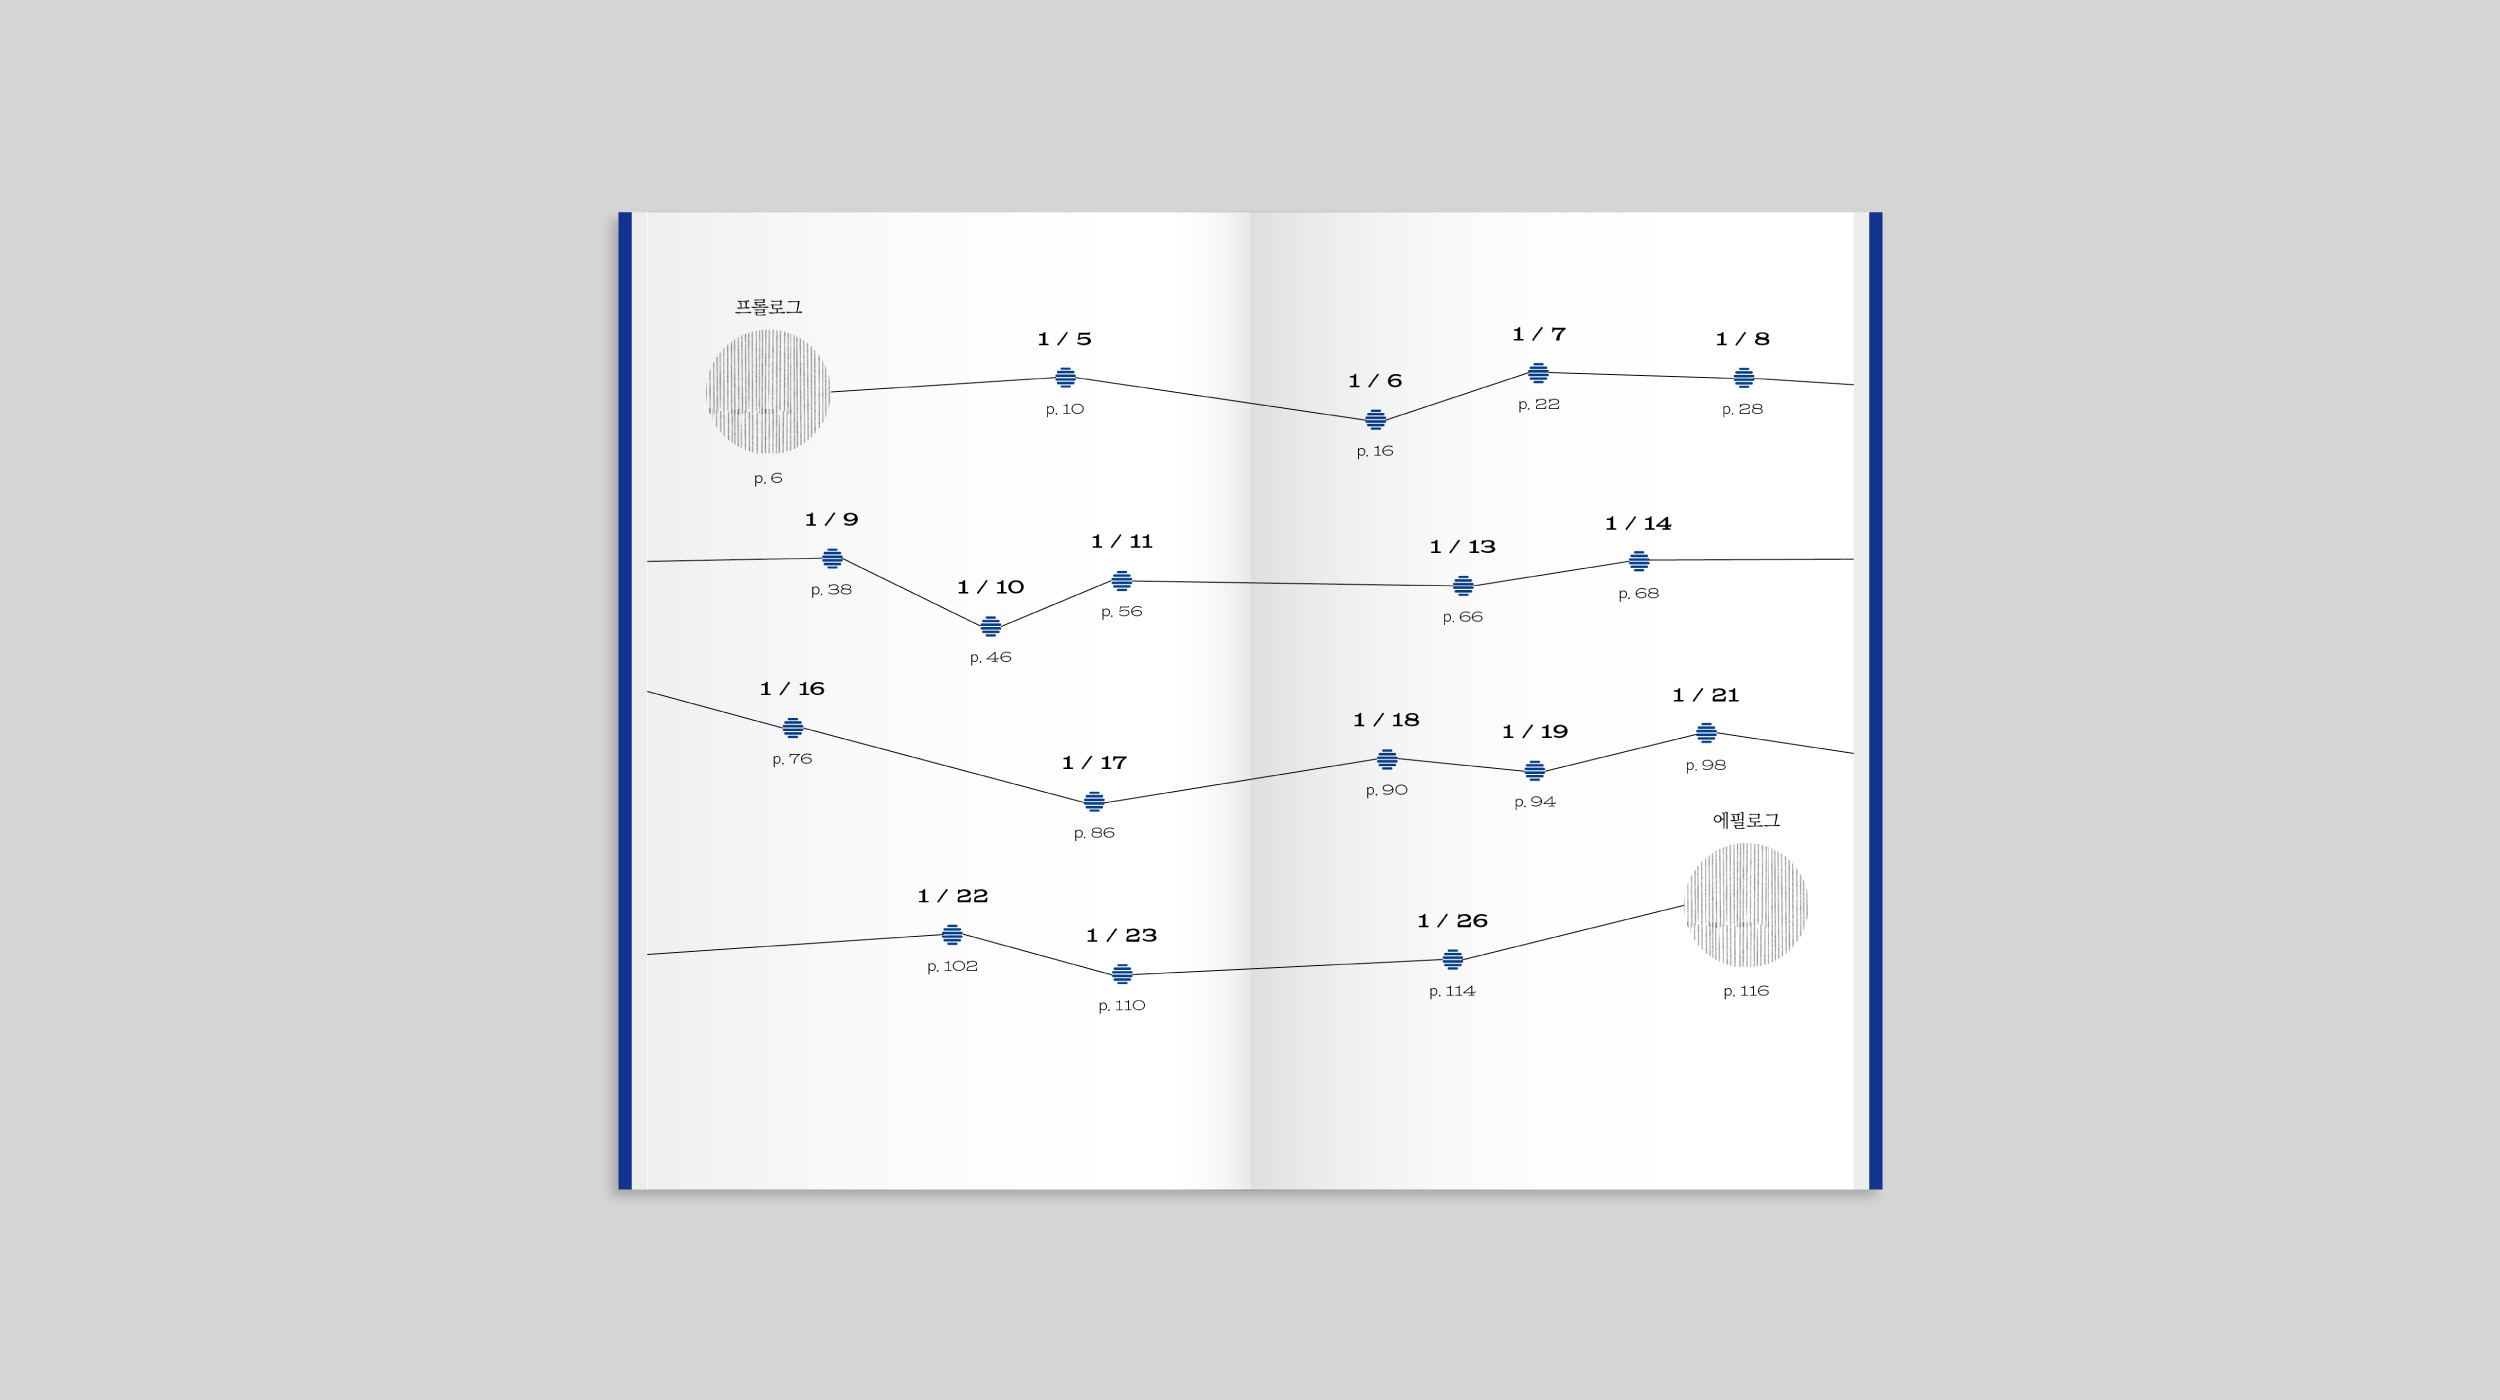 프롤로그
p. 6
1 / 5
p. 10
1 / 6
p. 16
1 / 7
p. 22
1 / 8
p. 28
1 / 9
p. 38
1 / 10
p. 46
1 / 11
p. 56
1 / 13
p. 66
1 / 14
p. 68
1 / 16
p. 76
1 / 17
p. 86
1 / 18
p. 90
1 / 19
p. 94
1 / 21
p. 98
1 / 22
p. 102
1 / 23
p. 110
1 / 26
p. 114
에필로그
p. 116